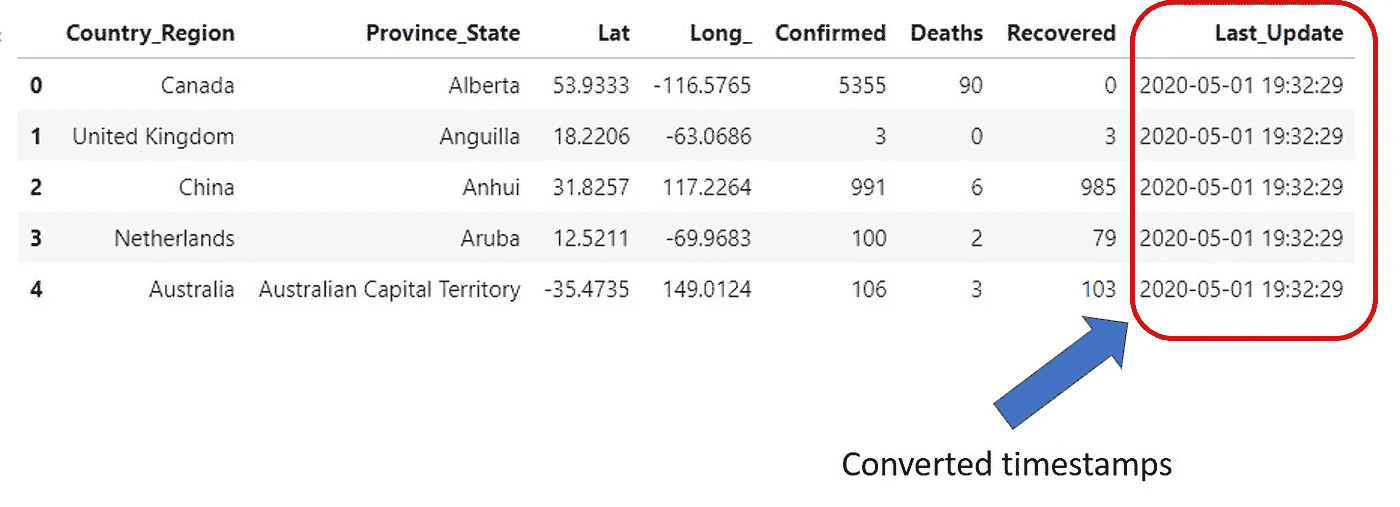 Country_Region Province_State Lat Long_ Confirmed Deaths Recovered Last_Update
0 Canada Alberta 53.9333 -116.5765 5355 90 0 2020-05-01 19:32:29
1 United Kingdom Anguilla 18.2206 -63.0686 3 0 3 2020-05-01 19:32:29
2 China Anhui 31.8257 117.2264 991 6 985 2020-05-01 19:32:29
3 Netherlands Aruba 12.5211 -69.9683 100 2 79 2020-05-01 19:32:29
4 Australia Australian Capital Territory -35.4735 149.0124 106 3 103 2020-05-01 19:32:29
Converted timestamps